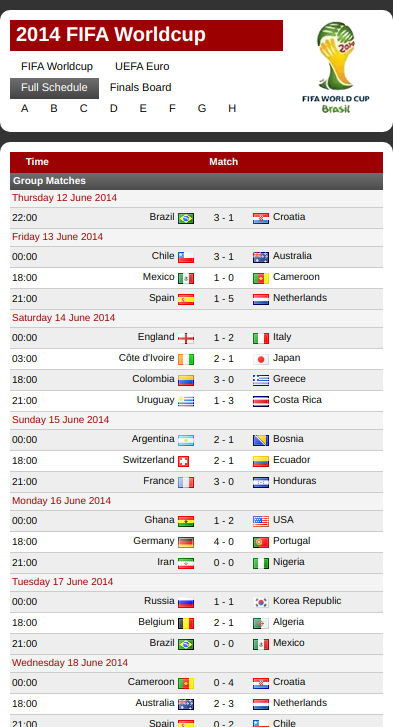 2014 FIFA Worldcup
FIFA Worldcup UEFA Euro
Full Schedule Finals Board
A B C D E F G H
2014
FIFA WORLD CUP
Brasil
Time Match
Group Matches
Thursday 12 June 2014
22:00 Brazil 3 - 1 Croatia
Friday 13 June 2014
00:00 Chile 3 - 1 Australia
18:00 Mexico 1 - 0 Cameroon
21:00 Spain 1 - 5 Netherlands
Saturday 14 June 2014
00:00 England 1 - 2 Italy
03:00 Côte d'Ivoire 2 - 1 Japan
18:00 Colombia 3 - 0 Greece
21:00 Uruguay 1 - 3 Costa Rica
Sunday 15 June 2014
00:00 Argentina 2 - 1 Bosnia
18:00 Switzerland 2 - 1 Ecuador
21:00 France 3 - 0 Honduras
Monday 16 June 2014
00:00 Ghana 1 - 2 USA
18:00 Germany 4 - 0 Portugal
21:00 Iran 0 - 0 Nigeria
Tuesday 17 June 2014
00:00 Russia 1 - 1 Korea Republic
18:00 Belgium 2 - 1 Algeria
21:00 Brazil 0 - 0 Mexico
Wednesday 18 June 2014
00:00 Cameroon 0 - 4 Croatia
18:00 Australia 2 - 3 Netherlands
21:00 Spain 0 - 2 Chile